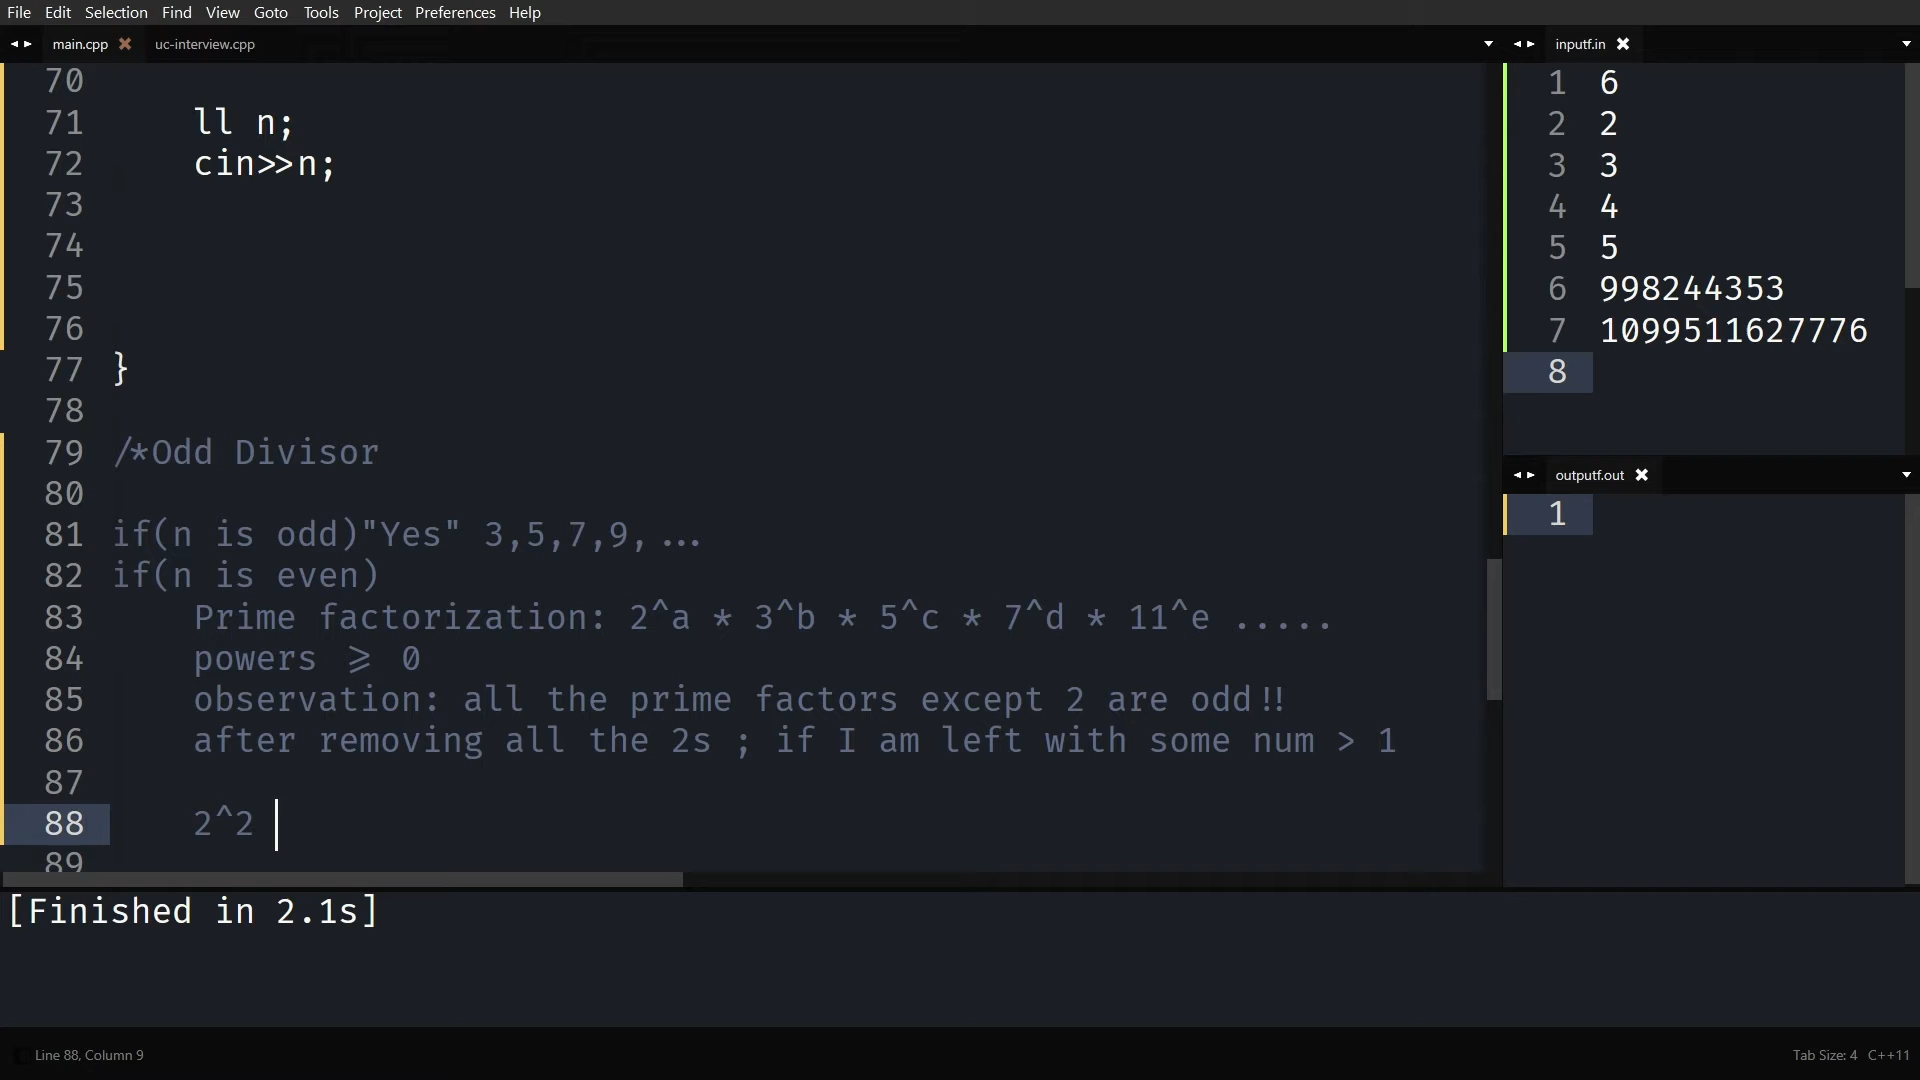 File Edit Selection Find View Goto Tools Project Preferences Help
main.cpp uc-interview.cpp
70
71 ll n;
72 cin>>n;
73
74
75
76
77 }
78
79 /*Odd Divisor
80
81 if(n is odd)"Yes" 3,5,7,9,...
82 if(n is even)
83 Prime factorization: 2^a * 3^b * 5^c * 7^d * 11^e .....
84 powers >= 0
85 observation: all the prime factors except 2 are odd!!
86 after removing all the 2s ; if I am left with some num > 1
87
88 2^2
89
inputf.in
1 6
2 2
3 3
4 4
5 5
6 998244353
7 1099511627776
8
outputf.out
1
[Finished in 2.1s]
Line 88, Column 9
Tab Size: 4 C++11